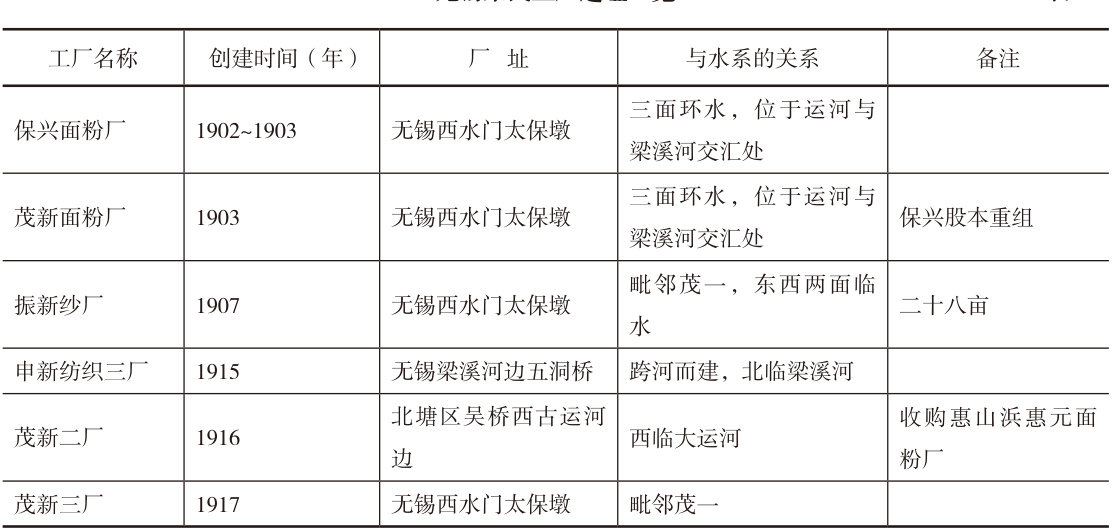 工厂名称 创建时间（年） 厂 址 与水系的关系 备注
保兴面粉厂 1902~1903 无锡西水门太保墩 三面环水，位于运河与
梁溪河交汇处
茂新面粉厂 1903 无锡西水门太保墩 三面环水，位于运河与
梁溪河交汇处 保兴股本重组
振新纱厂 1907 无锡西水门太保墩 毗邻茂一，东西两面临
水 二十八亩
申新纺织三厂 1915 无锡梁溪河边五洞桥 跨河而建，北临梁溪河
茂新二厂 1916 北塘区吴桥西古运河
边 西临大运河 收购惠山浜惠元面
粉厂
茂新三厂 1917 无锡西水门太保墩 毗邻茂一